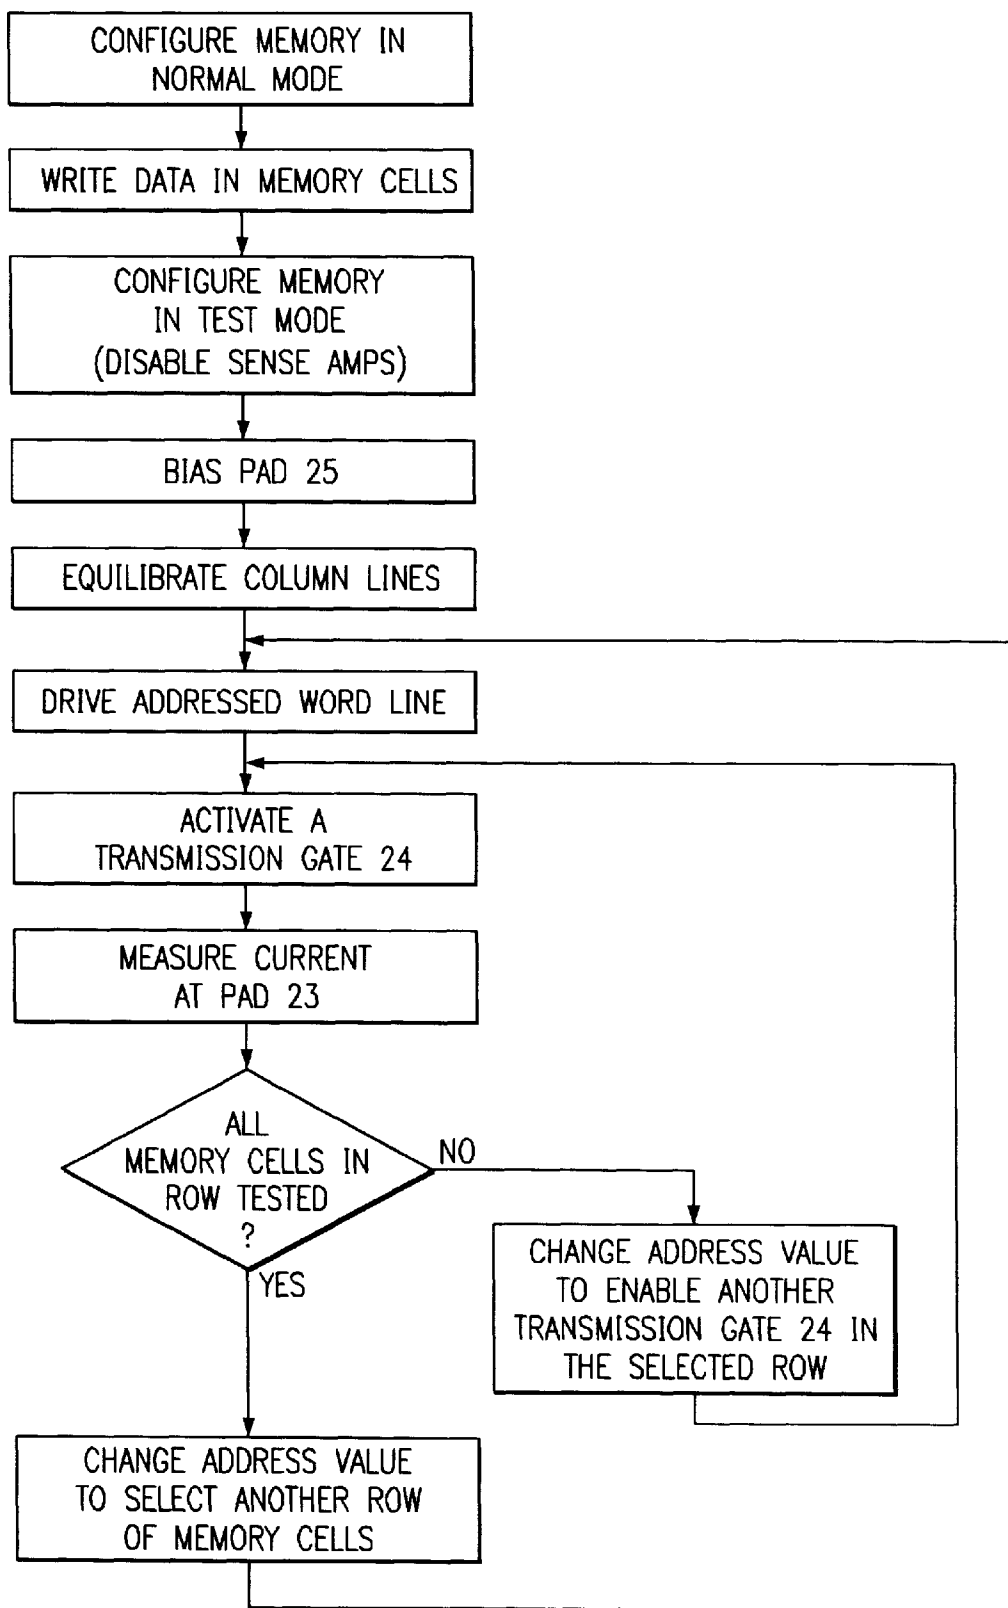 CONFIGURE MEMORY IN
NORMAL MODE
WRITE DATA IN MEMORY CELLS
CONFIGURE MEMORY
IN TEST MODE
(DISABLE SENSE AMPS)
BIAS PAD 25
EQUILIBRATE COLUMN LINES
DRIVE ADDRESSED WORD LINE
ACTIVATE A
TRANSMISSION GATE 24
MEASURE CURRENT
AT PAD 23
ALL
MEMORY CELLS IN
ROW TESTED
?
NO
YES
CHANGE ADDRESS VALUE
TO ENABLE ANOTHER
TRANSMISSION GATE 24 IN
THE SELECTED ROW
CHANGE ADDRESS VALUE
TO SELECT ANOTHER ROW
OF MEMORY CELLS